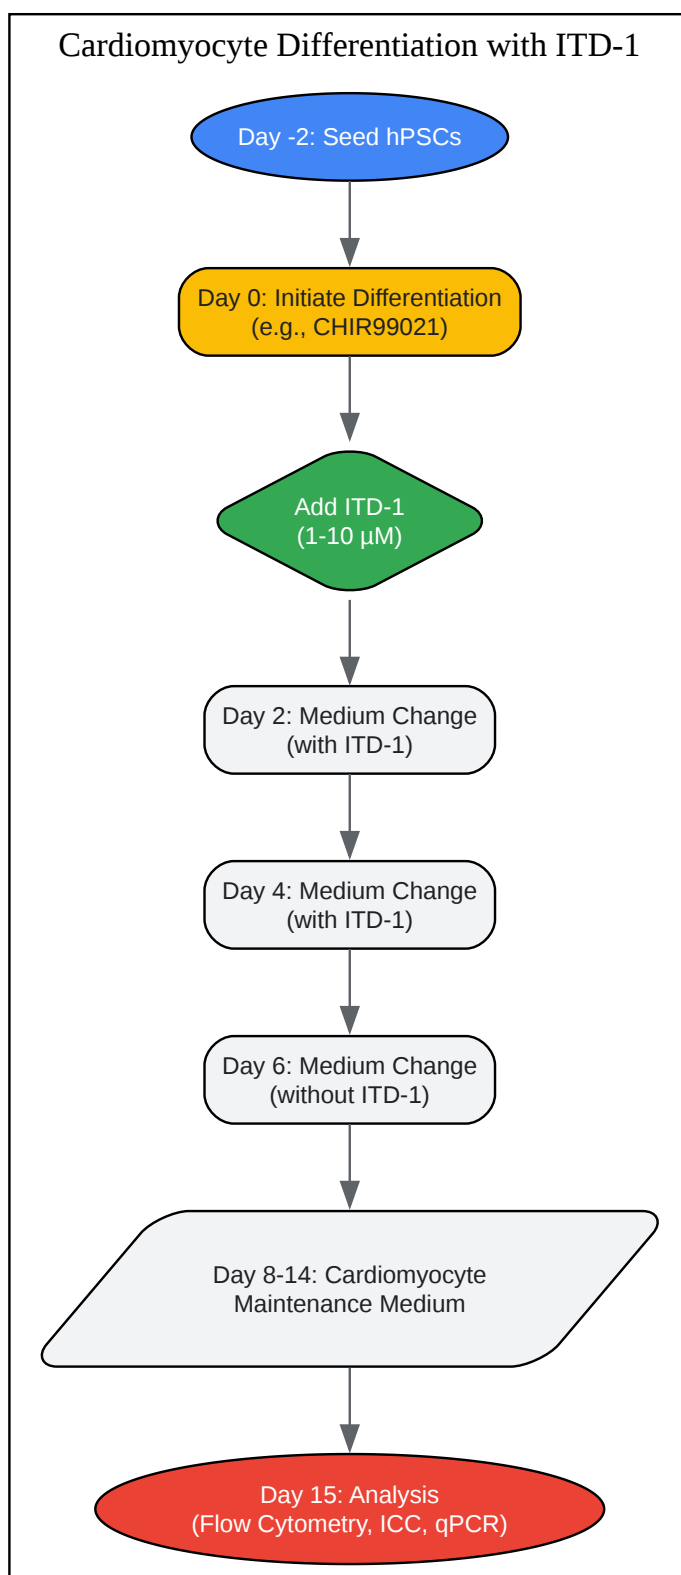 Cardiomyocyte Differentiation with ITD-1
Day -2: Seed hPSCs
Day 0: Initiate Differentiation
(e.g., CHIR99021)
Add ITD-1
(1-10 µM)
Day 2: Medium Change
(with ITD-1)
Day 4: Medium Change
(with ITD-1)
Day 6: Medium Change
(without ITD-1)
Day 8-14: Cardiomyocyte
Maintenance Medium
Day 15: Analysis
(Flow Cytometry, ICC, qPCR)